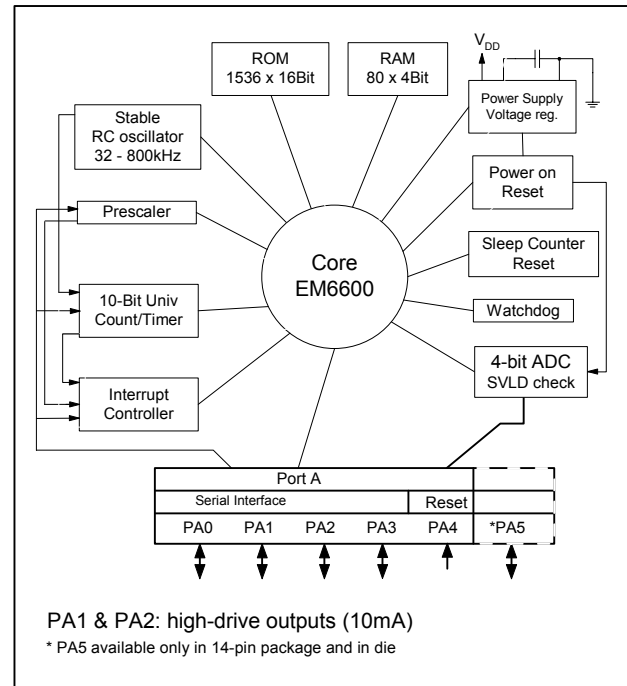 ROM
1536 x 16Bit
RAM
80 x 4Bit
VDD
Power Supply
Voltage reg.
Stable
RC oscillator
32 - 800kHz
Power on
Reset
Prescaler
Core
EM6600
Sleep Counter
Reset
10-Bit Univ
Count/Timer
Watchdog
4-bit ADC
SVLD check
Interrupt
Controller
Port A
Serial Interface
Reset
PA0 PA1 PA2 PA3 PA4 *PA5
PA1 & PA2: high-drive outputs (10mA)
* PA5 available only in 14-pin package and in die